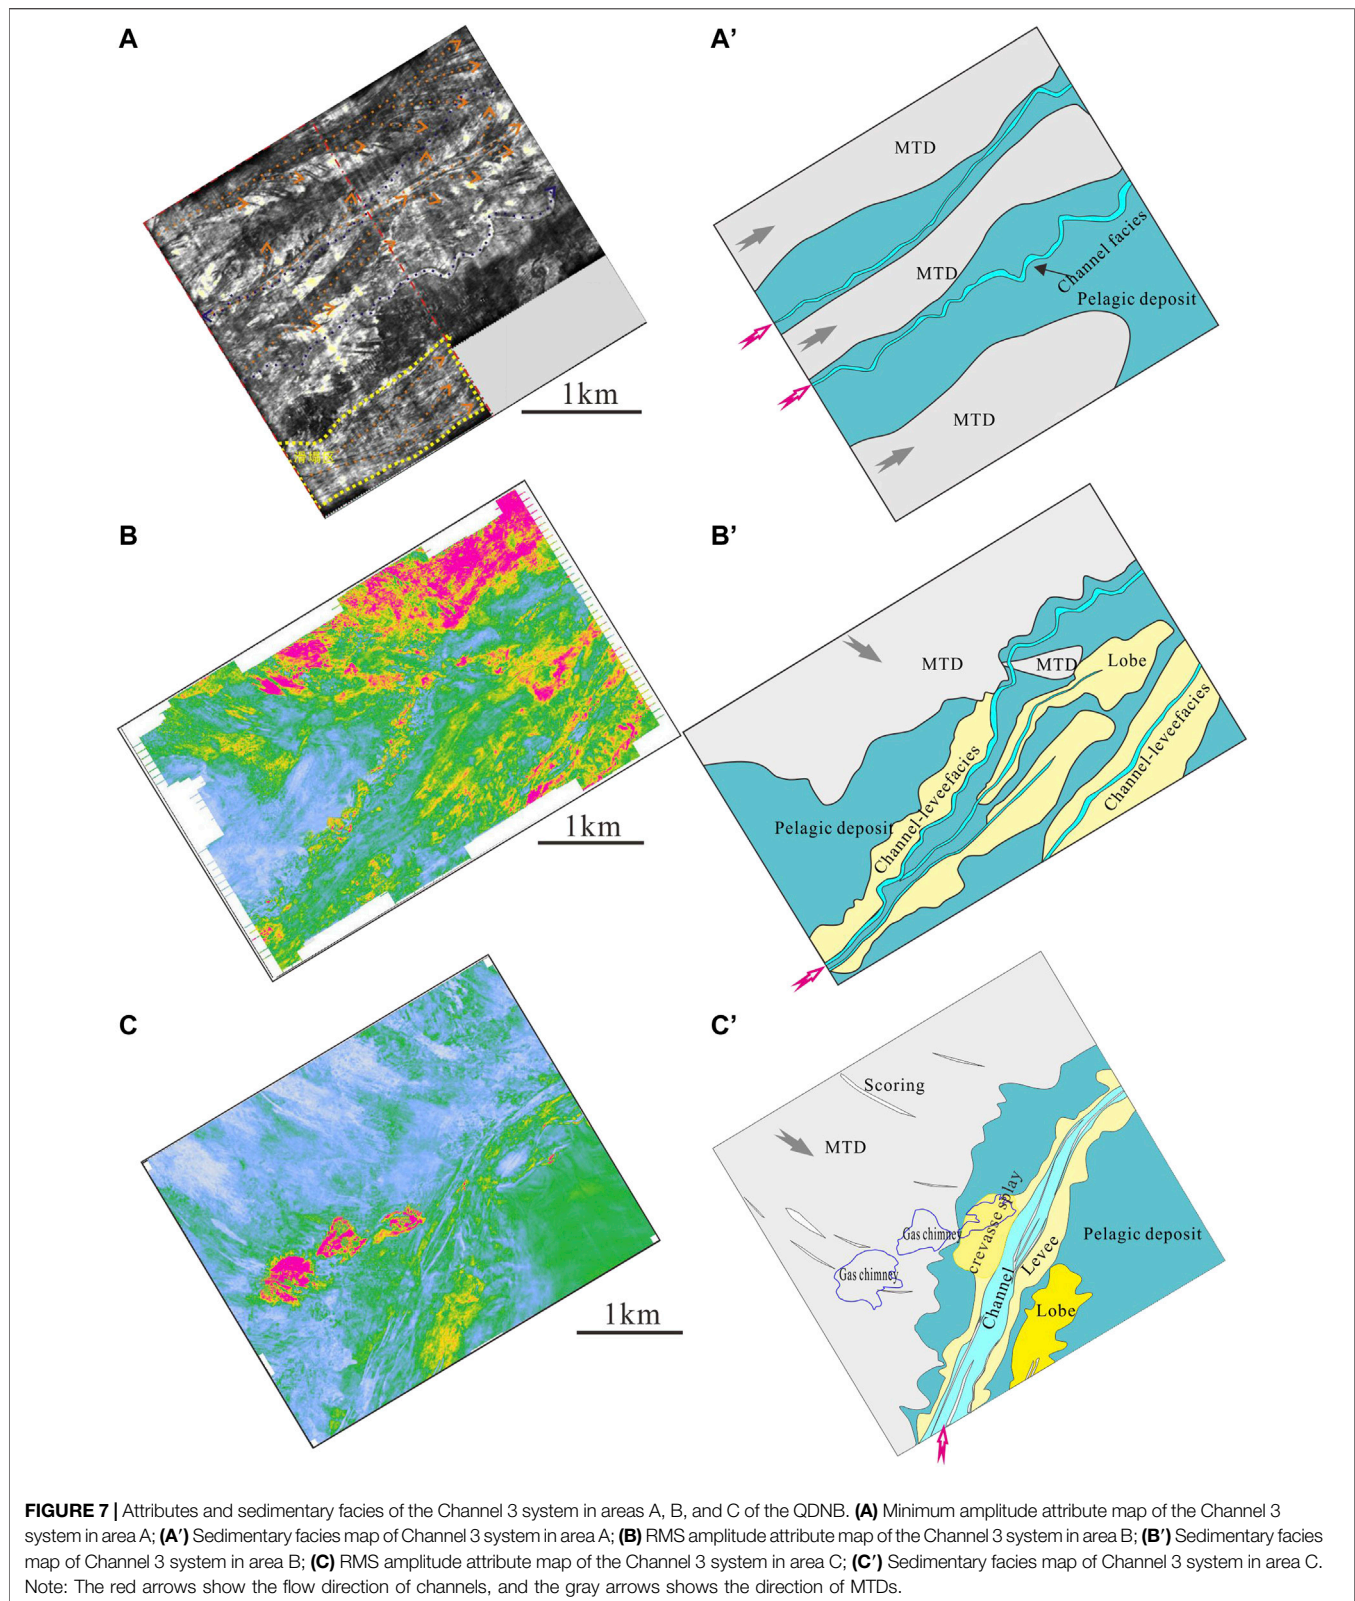 A
A′
MTD
MTD
Channel facies
Pelagic deposit
MTD
1km
滑塌区
B
B′
MTD
MTD
Lobe
Channel-leveefacies
Channel-leveefacies
Pelagic deposit
1km
C
C′
Scoring
MTD
crevasse splay
Gas chimney
Gas chimney
Levee
Pelagic deposit
Channel
Lobe
1km
FIGURE 7 | Attributes and sedimentary facies of the Channel 3 system in areas A, B, and C of the QDNB. (A) Minimum amplitude attribute map of the Channel 3
system in area A; (A′) Sedimentary facies map of Channel 3 system in area A; (B) RMS amplitude attribute map of the Channel 3 system in area B; (B′) Sedimentary facies
map of Channel 3 system in area B; (C) RMS amplitude attribute map of the Channel 3 system in area C; (C′) Sedimentary facies map of Channel 3 system in area C.
Note: The red arrows show the flow direction of channels, and the gray arrows shows the direction of MTDs.